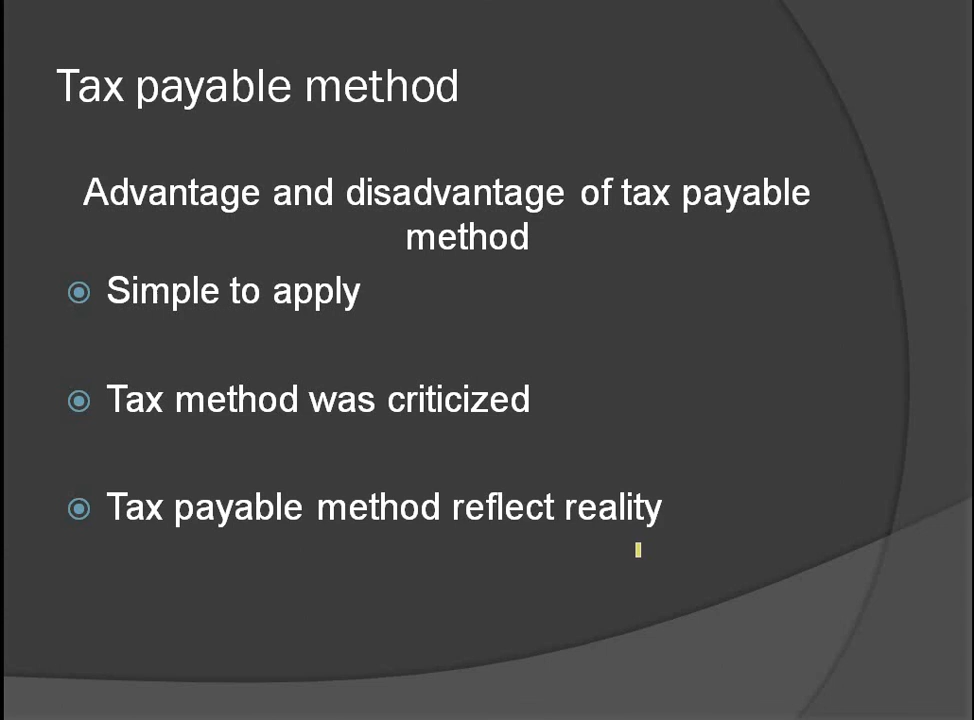 Tax payable method
Advantage and disadvantage of tax payable
method
Simple to apply
Tax method was criticized
Tax payable method reflect reality